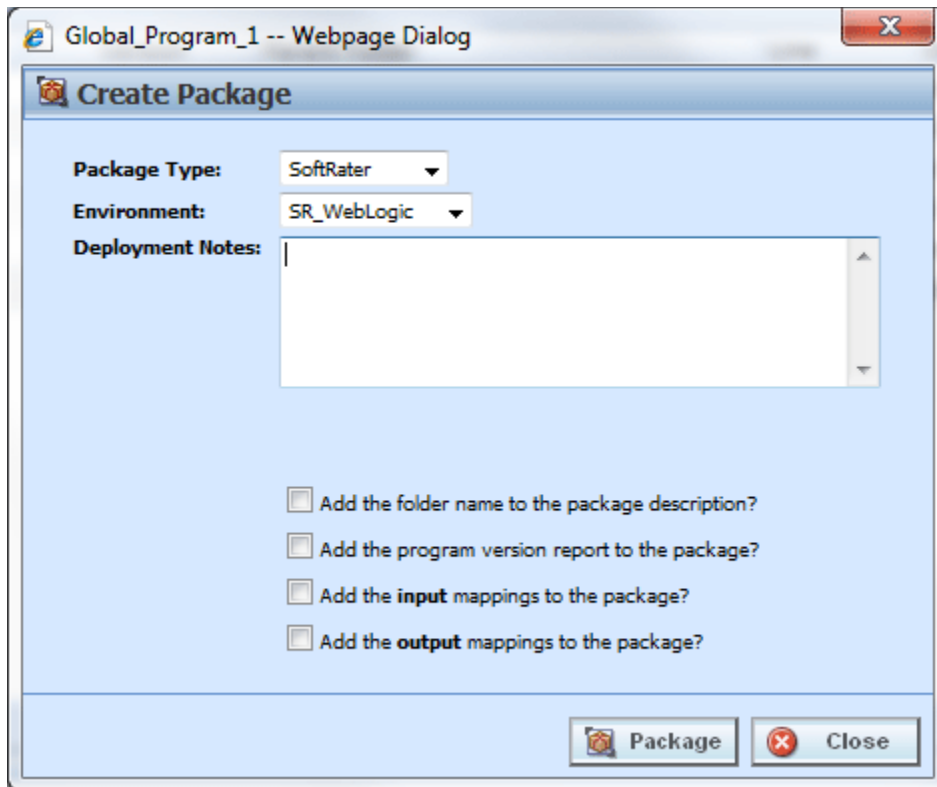 Global_Program_1 -- Webpage Dialog
Create Package
Package Type: SoftRater
Environment: SR_WebLogic
Deployment Notes:
Add the folder name to the package description?
Add the program version report to the package?
Add the input mappings to the package?
Add the output mappings to the package?
Package Close